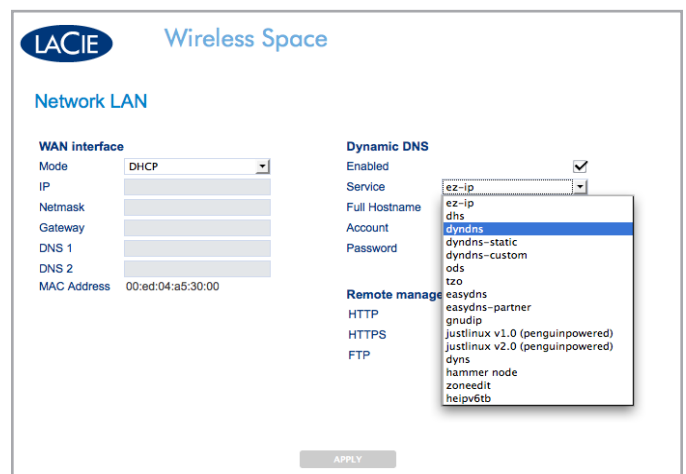 LACIE
Wireless Space
Network LAN
WAN interface
Mode DHCP
IP
Netmask
Gateway
DNS 1
DNS 2
MAC Address 00:ed:04:a5:30:00
Dynamic DNS
Enabled
Service ez-ip
Full Hostname
Account
Password
ez-ip
dhs
dyndns
dyndns-static
dyndns-custom
ods
tzo
easydns
easydns-partner
gnudip
justlinux v1.0 (penguinpowered)
justlinux v2.0 (penguinpowered)
dyns
hammer node
zoneedit
heipv6tb
Remote manage
HTTP
HTTPS
FTP
APPLY